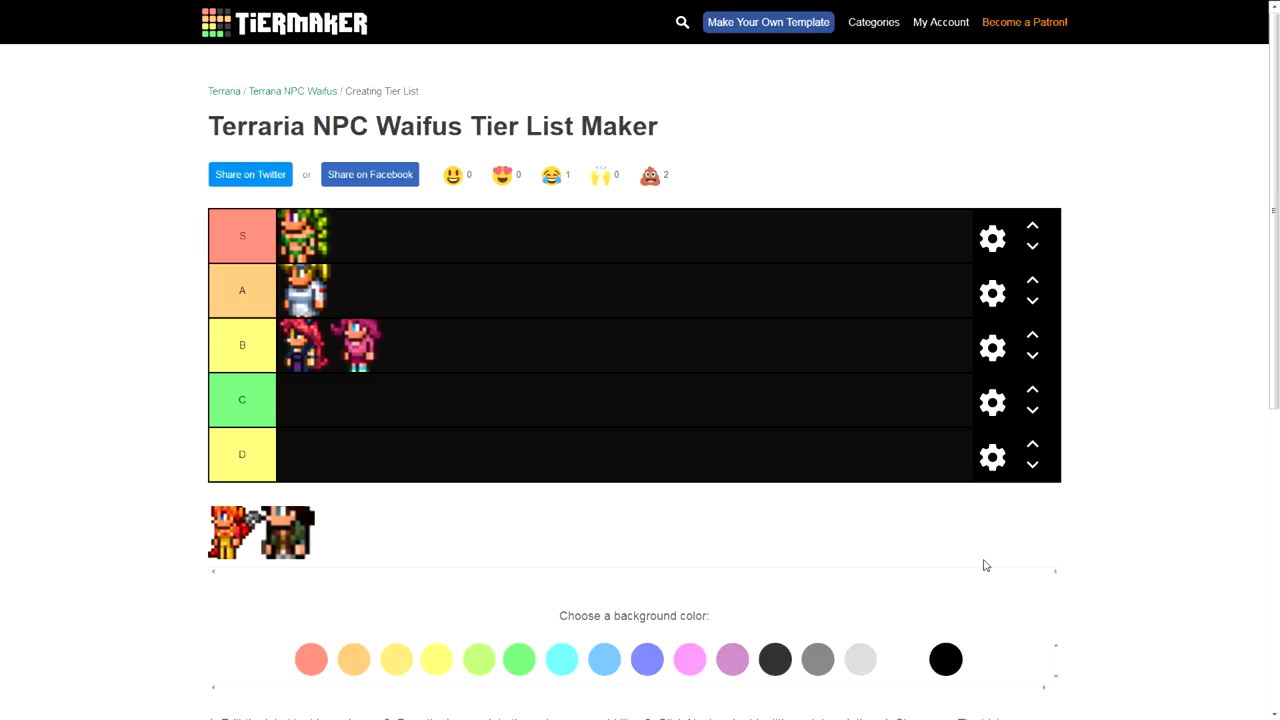 TiERMAKER
Make Your Own Template
Categories
My Account
Become a Patron!
Terraria / Terraria NPC Waifus / Creating Tier List
Terraria NPC Waifus Tier List Maker
Share on Twitter
or
Share on Facebook
0
0
1
0
2
S
A
B
C
D
Choose a background color: